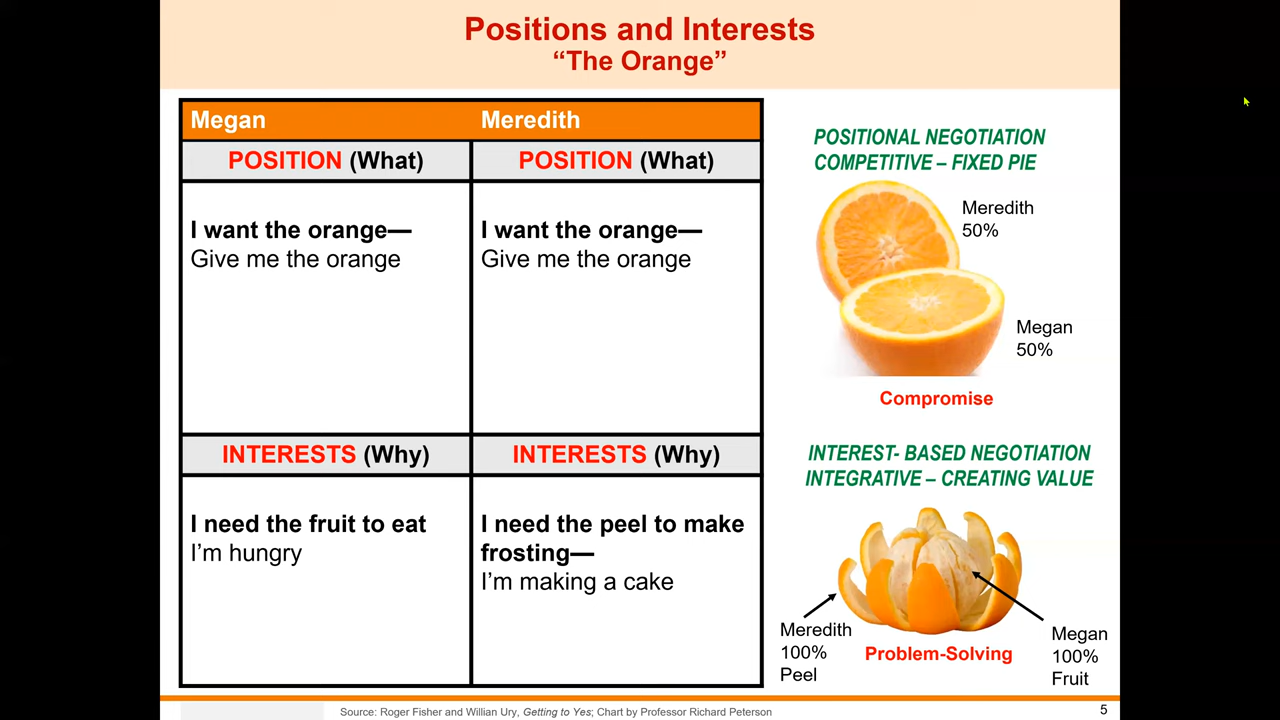 Positions and Interests
“The Orange”
Megan
Meredith
POSITION (What)
POSITION (What)
I want the orange—
Give me the orange
I want the orange—
Give me the orange
INTERESTS (Why)
INTERESTS (Why)
I need the fruit to eat
I’m hungry
I need the peel to make
frosting—
I’m making a cake
POSITIONAL NEGOTIATION
COMPETITIVE – FIXED PIE
Meredith
50%
Megan
50%
Compromise
INTEREST- BASED NEGOTIATION
INTEGRATIVE – CREATING VALUE
Meredith
100%
Peel
Problem-Solving
Megan
100%
Fruit
Source: Roger Fisher and Willian Ury, Getting to Yes; Chart by Professor Richard Peterson
5